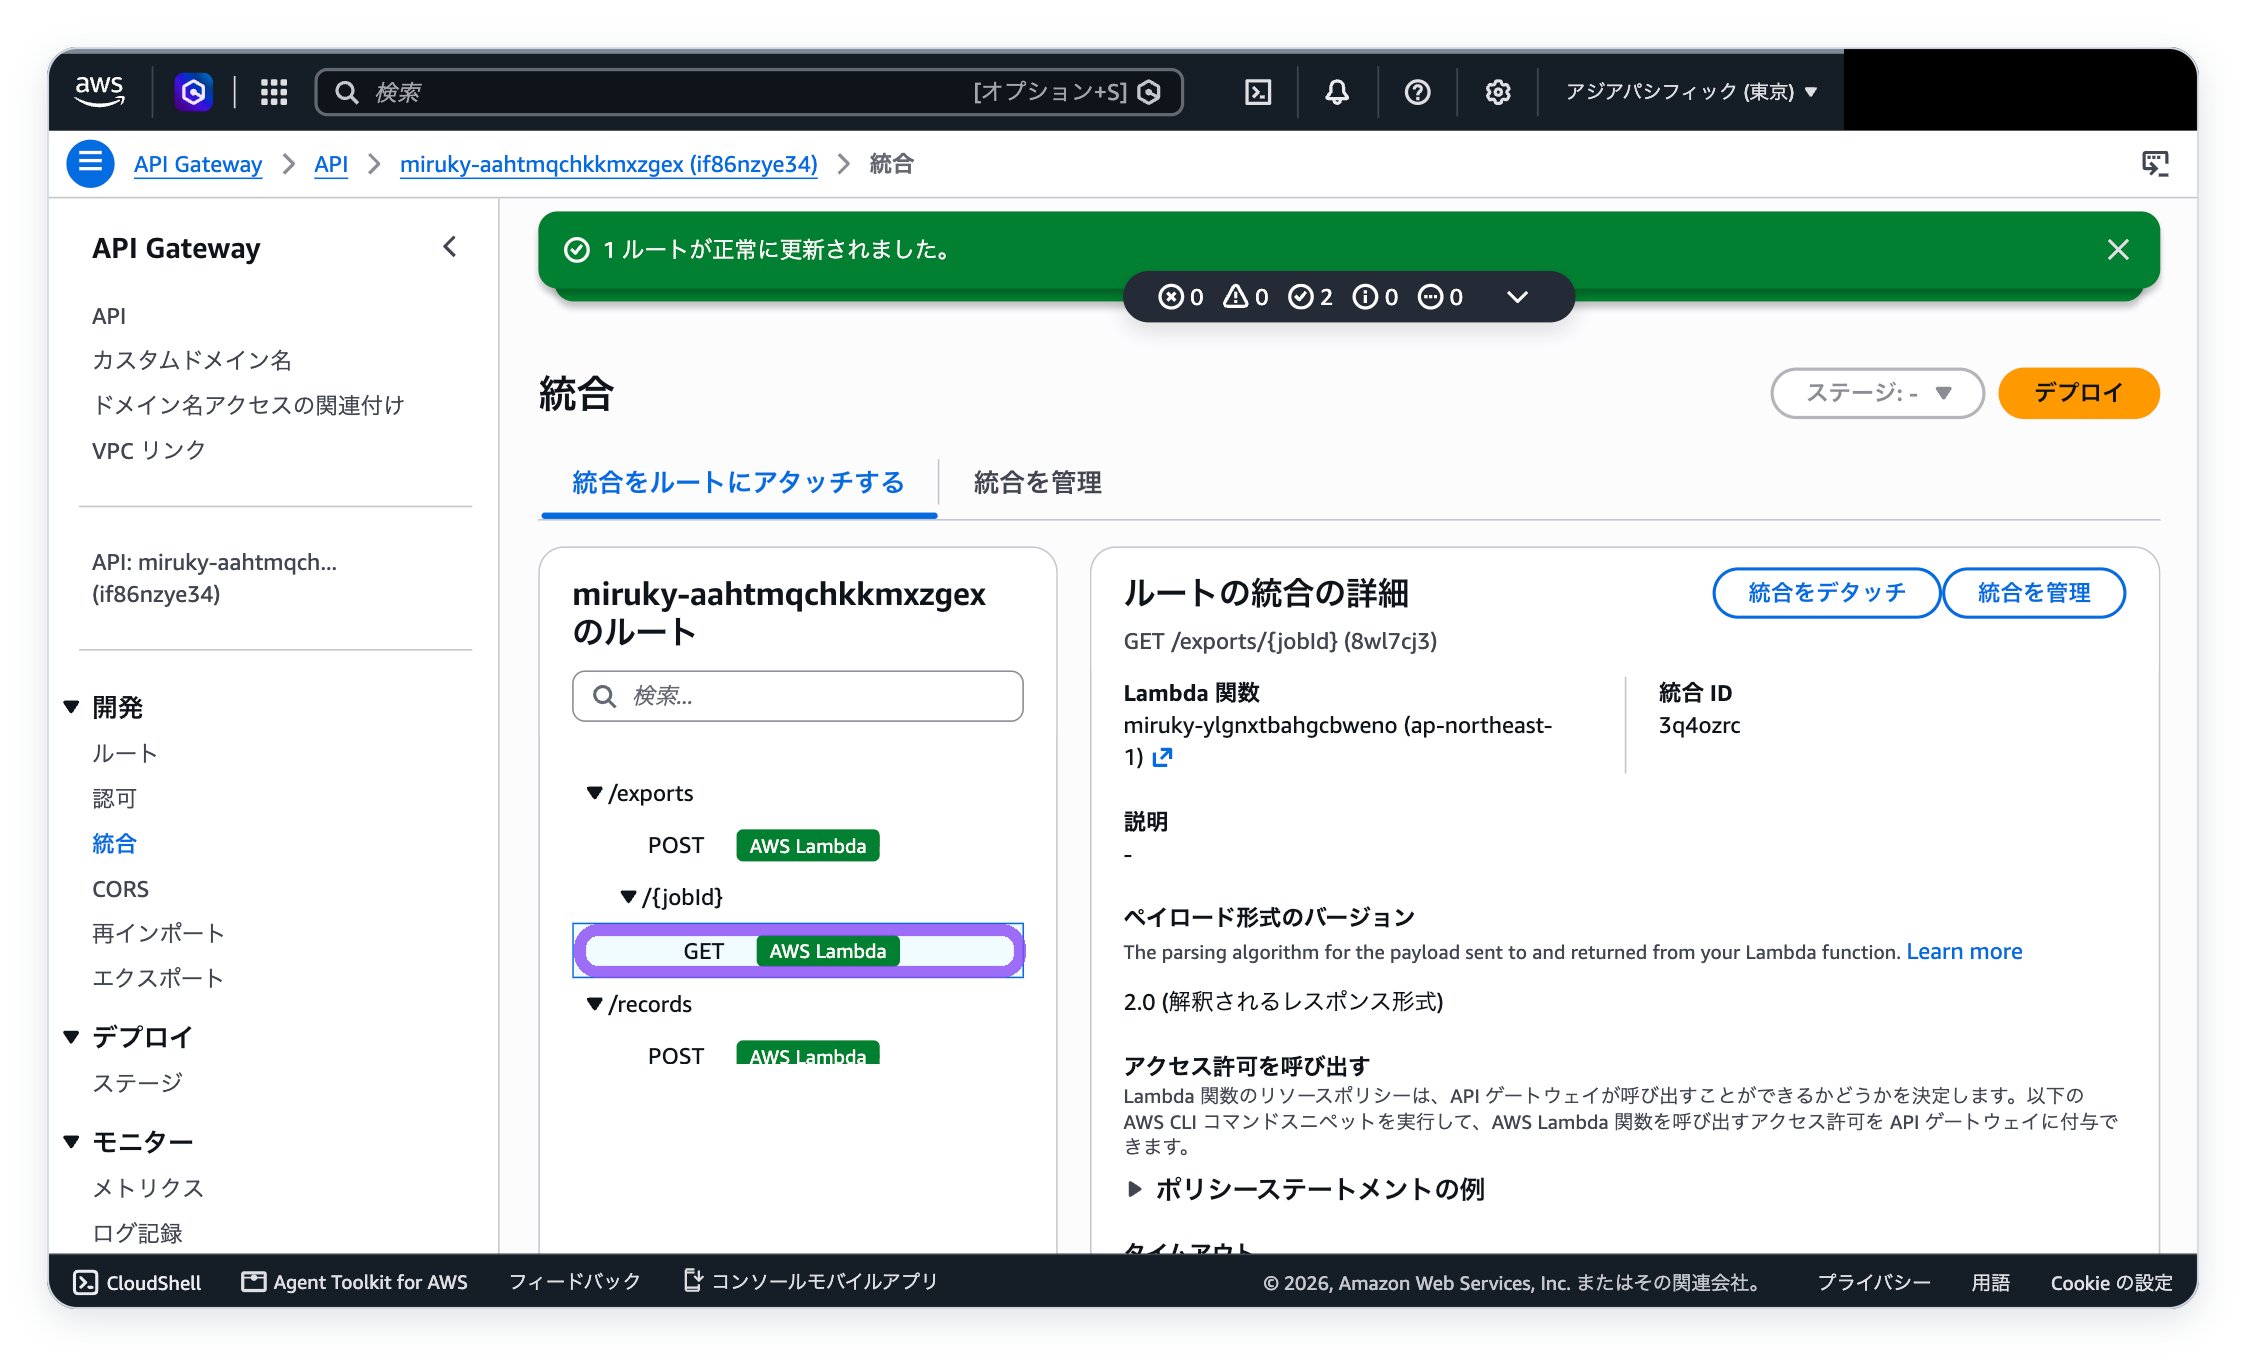 aws
検索
[オプション+S]
アジアパシフィック (東京) ▼
API Gateway
API
miruky-aahtmqchkkmxzgex (if86nzye34)
統合
API Gateway
API
カスタムドメイン名
ドメイン名アクセスの関連付け
VPC リンク
API: miruky-aahtmqch...
(if86nzye34)
▼ 開発
ルート
認可
統合
CORS
再インポート
エクスポート
▼ デプロイ
ステージ
▼ モニター
メトリクス
ログ記録
1 ルートが正常に更新されました。
0 0 2 0 0
統合
ステージ: - ▼
デプロイ
統合をルートにアタッチする
統合を管理
miruky-aahtmqchkkmxzgex
のルート
検索...
▼ /exports
POST AWS Lambda
▼ /{jobId}
GET AWS Lambda
▼ /records
POST AWS Lambda
ルートの統合の詳細
統合をデタッチ
統合を管理
GET /exports/{jobId} (8wl7cj3)
Lambda 関数
miruky-ylgnxtbahgcbweno (ap-northeast-
1)
統合 ID
3q4ozrc
説明
-
ペイロード形式のバージョン
The parsing algorithm for the payload sent to and returned from your Lambda function. Learn more
2.0 (解釈されるレスポンス形式)
アクセス許可を呼び出す
Lambda 関数のリソースポリシーは、API ゲートウェイが呼び出すことができるかどうかを決定します。以下の
AWS CLI コマンドスニペットを実行して、AWS Lambda 関数を呼び出すアクセス許可を API ゲートウェイに付与で
きます。
▶ ポリシーステートメントの例
タイムアウト
CloudShell
Agent Toolkit for AWS
フィードバック
コンソールモバイルアプリ
© 2026, Amazon Web Services, Inc. またはその関連会社。
プライバシー
用語
Cookie の設定